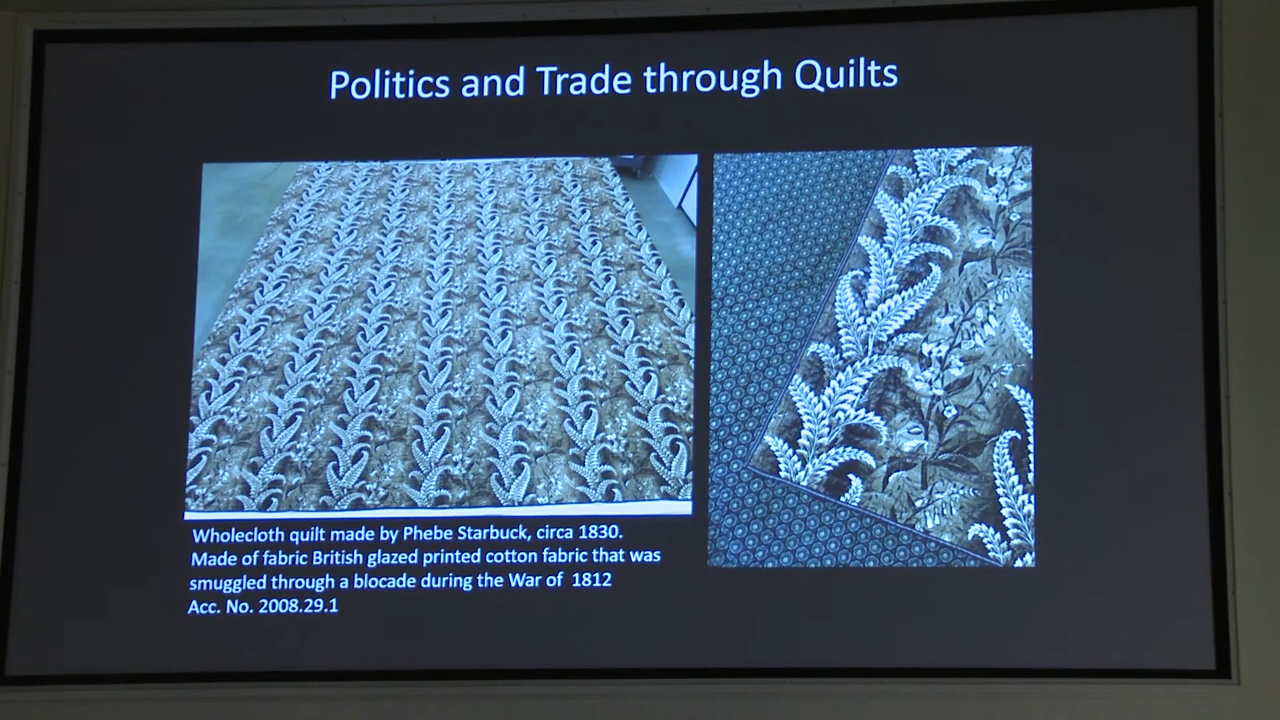 Politics and Trade through Quilts
Wholecloth quilt made by Phebe Starbuck, circa 1830.
Made of fabric British glazed printed cotton fabric that was
smuggled through a blocade during the War of 1812
Acc. No. 2008.29.1